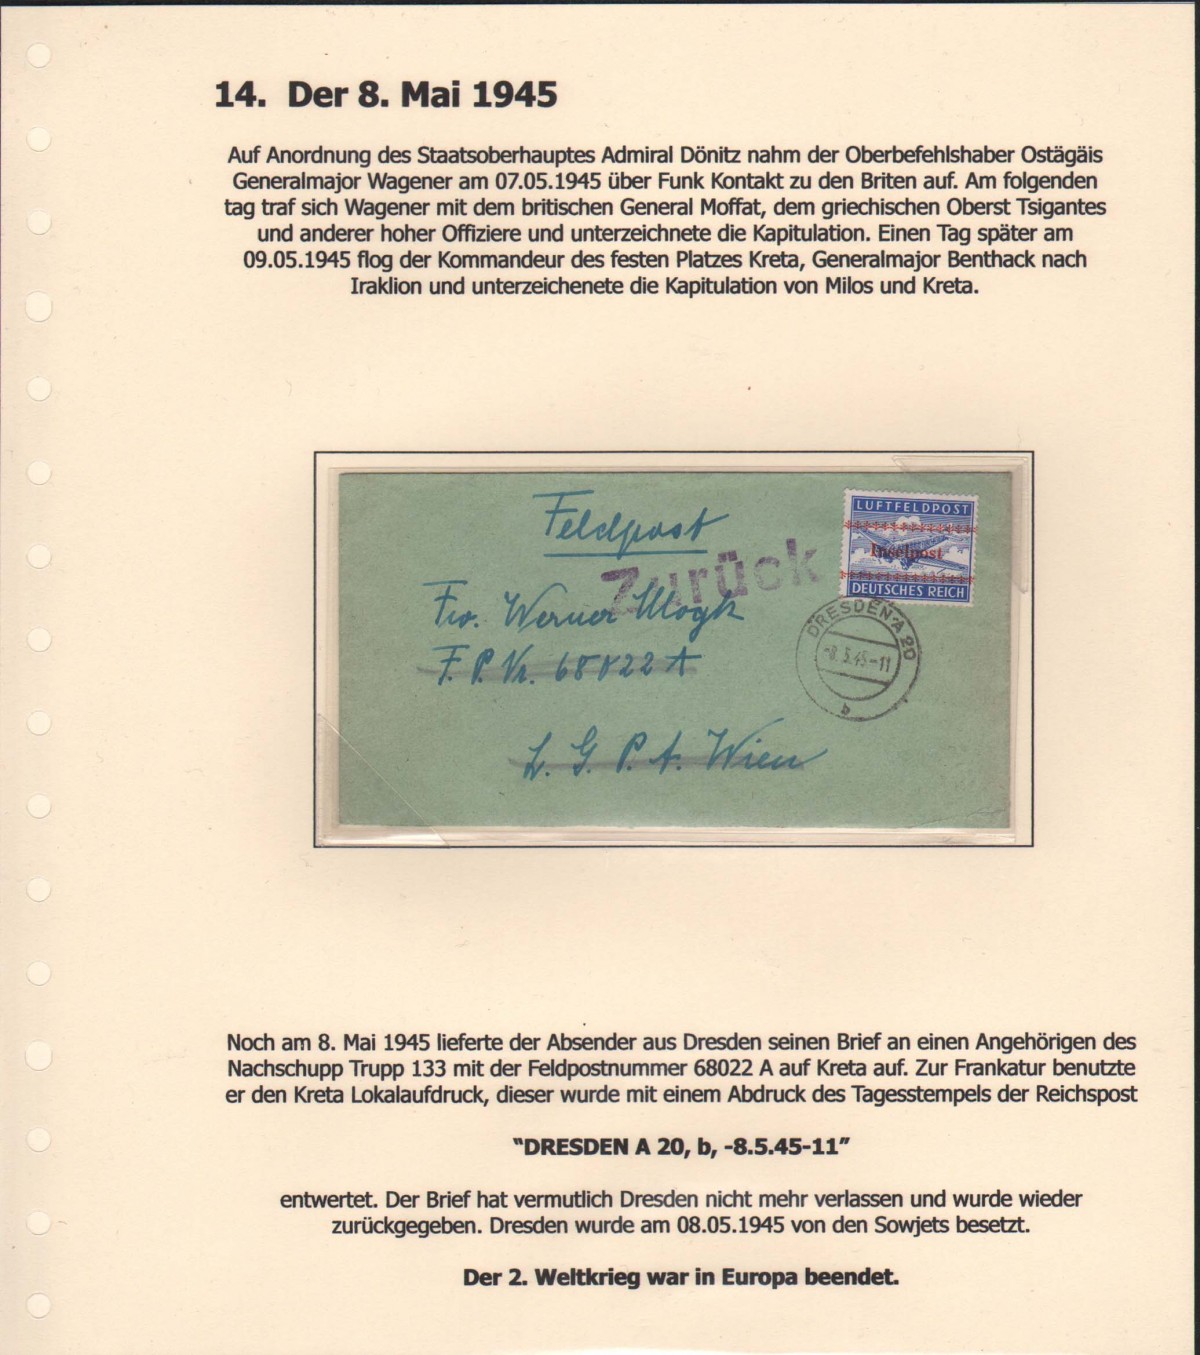 14. Der 8. Mai 1945
Auf Anordnung des Staatsoberhauptes Admiral Dönitz nahm der Oberbefehlshaber Ostägäis
Generalmajor Wagener am 07.05.1945 über Funk Kontakt zu den Briten auf. Am folgenden
tag traf sich Wagener mit dem britischen General Moffat, dem griechischen Oberst Tsigantes
und anderer hoher Offiziere und unterzeichnete die Kapitulation. Einen Tag später am
09.05.1945 flog der Kommandeur des festen Platzes Kreta, Generalmajor Benthack nach
Iraklion und unterzeichenete die Kapitulation von Milos und Kreta.
LUFTFELDPOST
Inselpost
DEUTSCHES REICH
Feldpost
Zurück
Fw. Werner Mogk
F. P. Nr. 68022 A
L. G. P. A. Wien
DRESDEN A 20
-8.5.45-11
b
Noch am 8. Mai 1945 lieferte der Absender aus Dresden seinen Brief an einen Angehörigen des
Nachschupp Trupp 133 mit der Feldpostnummer 68022 A auf Kreta auf. Zur Frankatur benutzte
er den Kreta Lokalaufdruck, dieser wurde mit einem Abdruck des Tagesstempels der Reichspost
"DRESDEN A 20, b, -8.5.45-11"
entwertet. Der Brief hat vermutlich Dresden nicht mehr verlassen und wurde wieder
zurückgegeben. Dresden wurde am 08.05.1945 von den Sowjets besetzt.
Der 2. Weltkrieg war in Europa beendet.